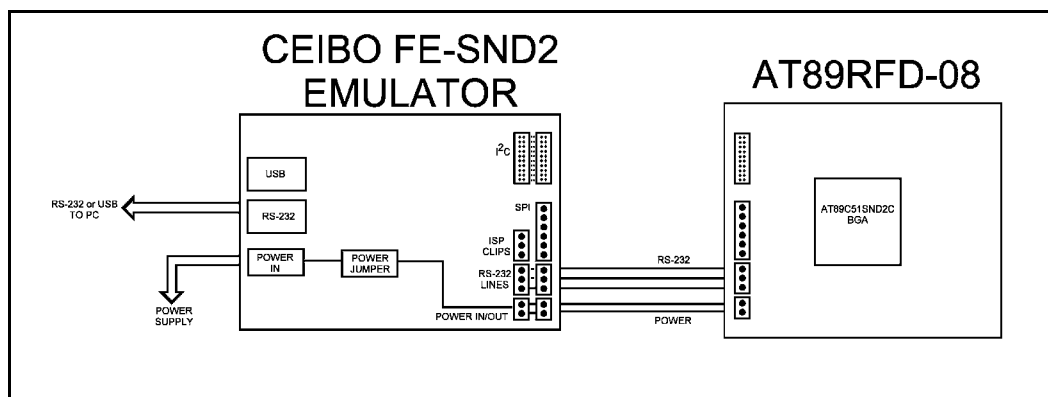 CEIBO FE-SND2
EMULATOR
AT89RFD-08
I²C
USB
RS-232 or USB
TO PC
RS-232
SPI
AT89C51SND2C
BGA
ISP
CLIPS
POWER
IN
POWER
JUMPER
RS-232
LINES
RS-232
POWER
SUPPLY
POWER IN/OUT
POWER